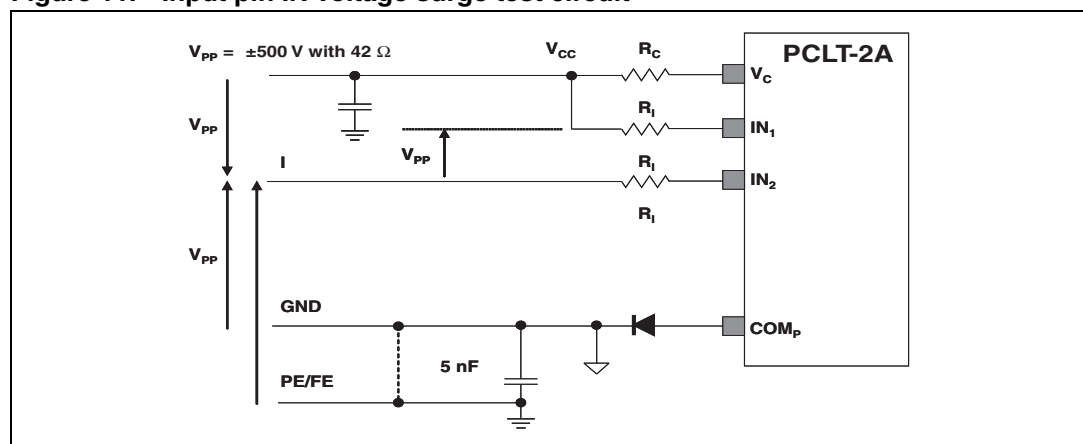 V_PP = ±500 V with 42 Ω
V_CC
R_C
PCLT-2A
V_C
V_PP
R_I
IN_1
V_PP
I
R_I
IN_2
R_I
V_PP
GND
COM_P
5 nF
PE/FE